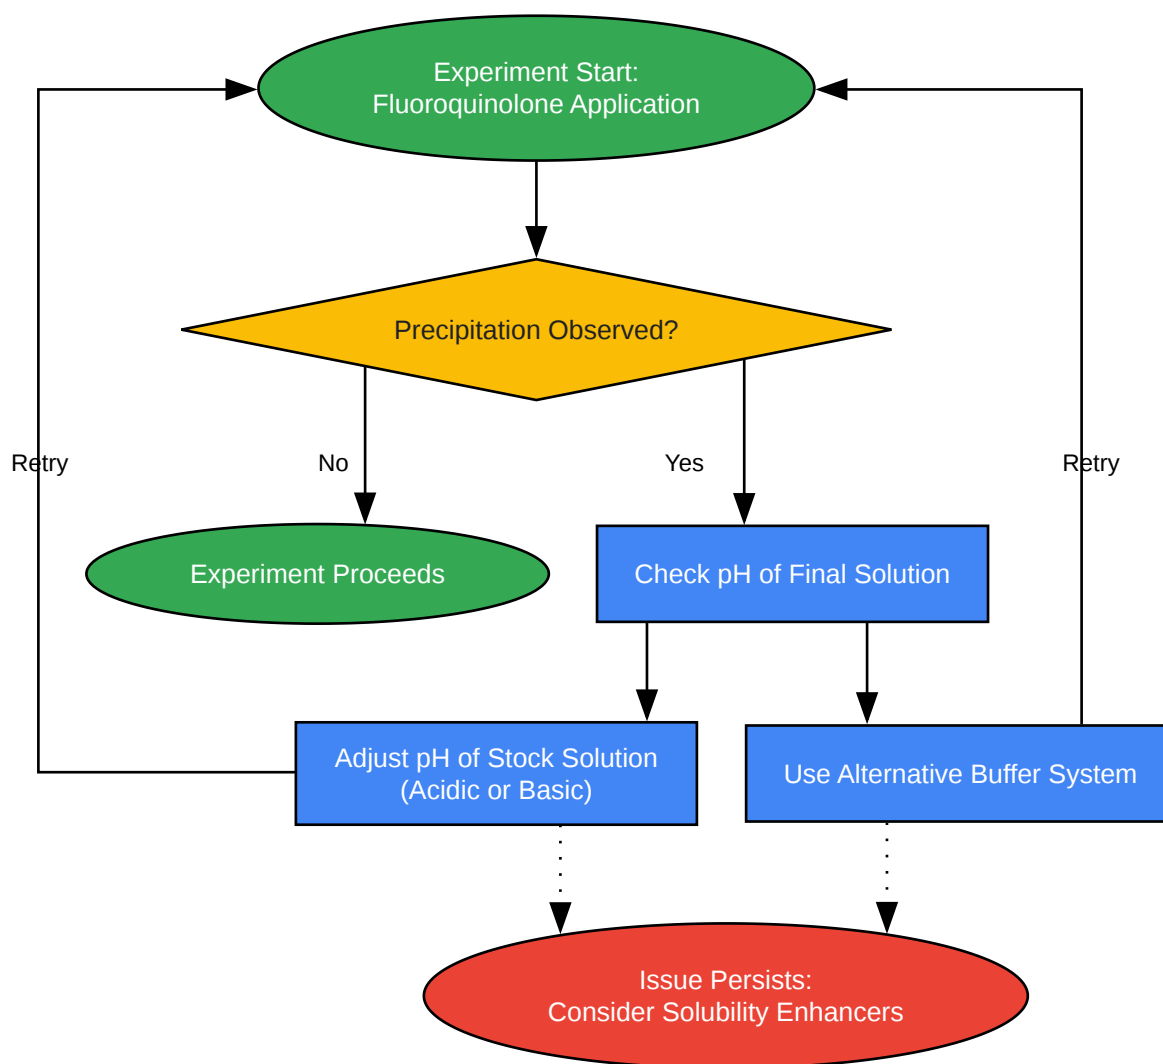 Experiment Start:
Fluoroquinolone Application
Precipitation Observed?
Retry
No
Yes
Retry
Experiment Proceeds
Check pH of Final Solution
Adjust pH of Stock Solution
(Acidic or Basic)
Use Alternative Buffer System
Issue Persists:
Consider Solubility Enhancers